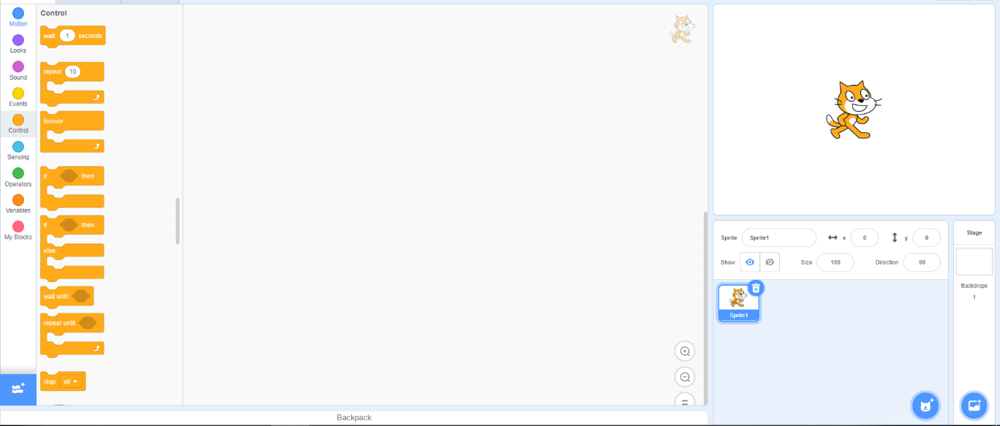 Motion
Looks
Sound
Events
Control
Sensing
Operators
Variables
My Blocks
Control
wait 1 seconds
repeat 10
forever
if then
if then
else
wait until
repeat until
stop all
Backpack
Sprite Sprite1 x 0 y 0
Show Size 100 Direction 90
Sprite1
Stage
Backdrops
1